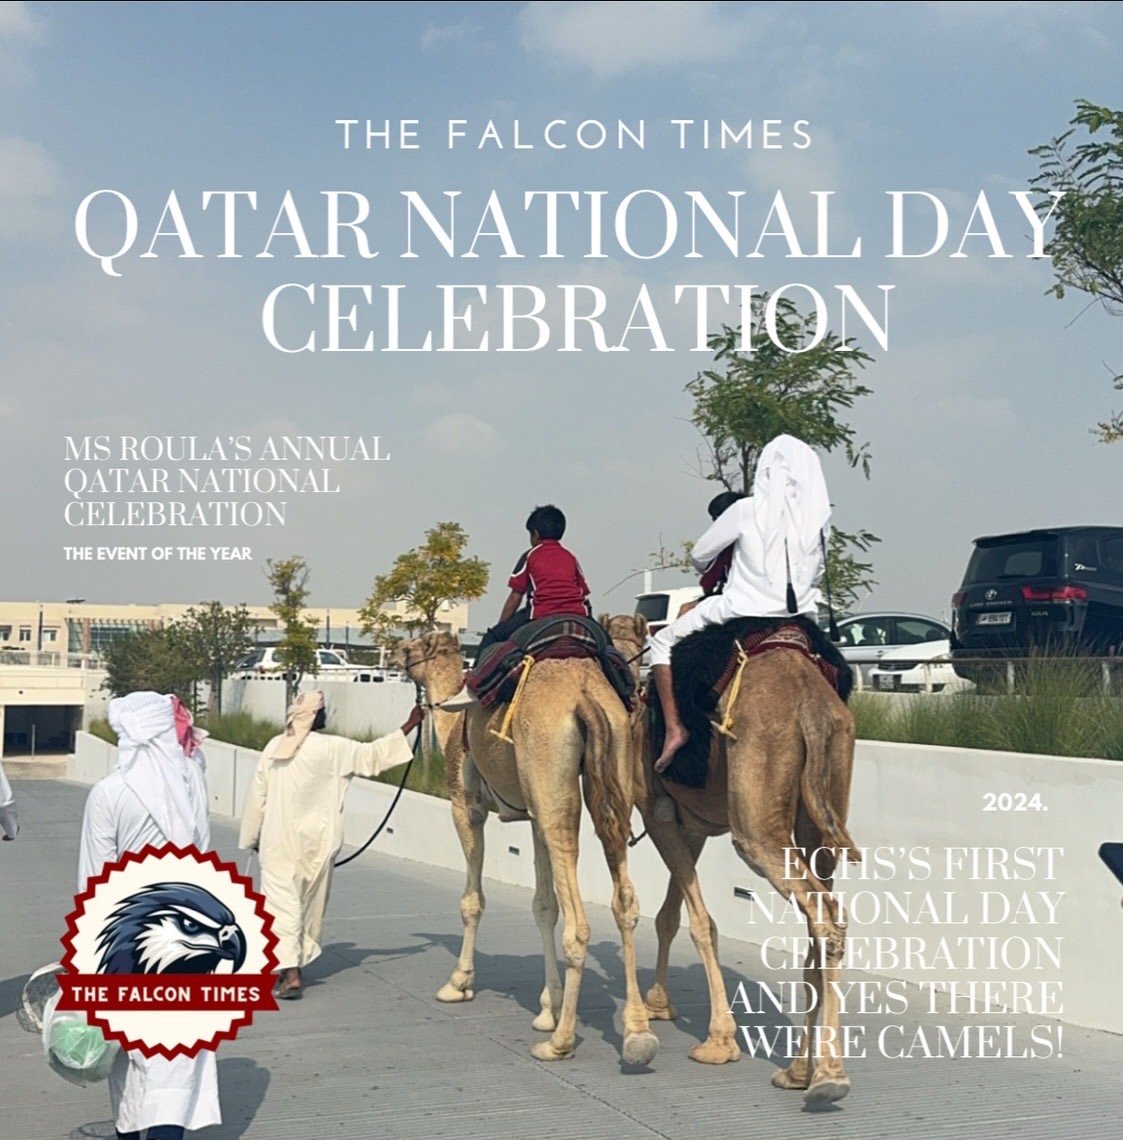 THE FALCON TIMES
QATAR NATIONAL DAY
CELEBRATION
MS ROULA'S ANNUAL
QATAR NATIONAL
CELEBRATION
THE EVENT OF THE YEAR
2024.
ECHS'S FIRST
NATIONAL DAY
CELEBRATION
AND YES THERE
WERE CAMELS!
THE FALCON TIMES